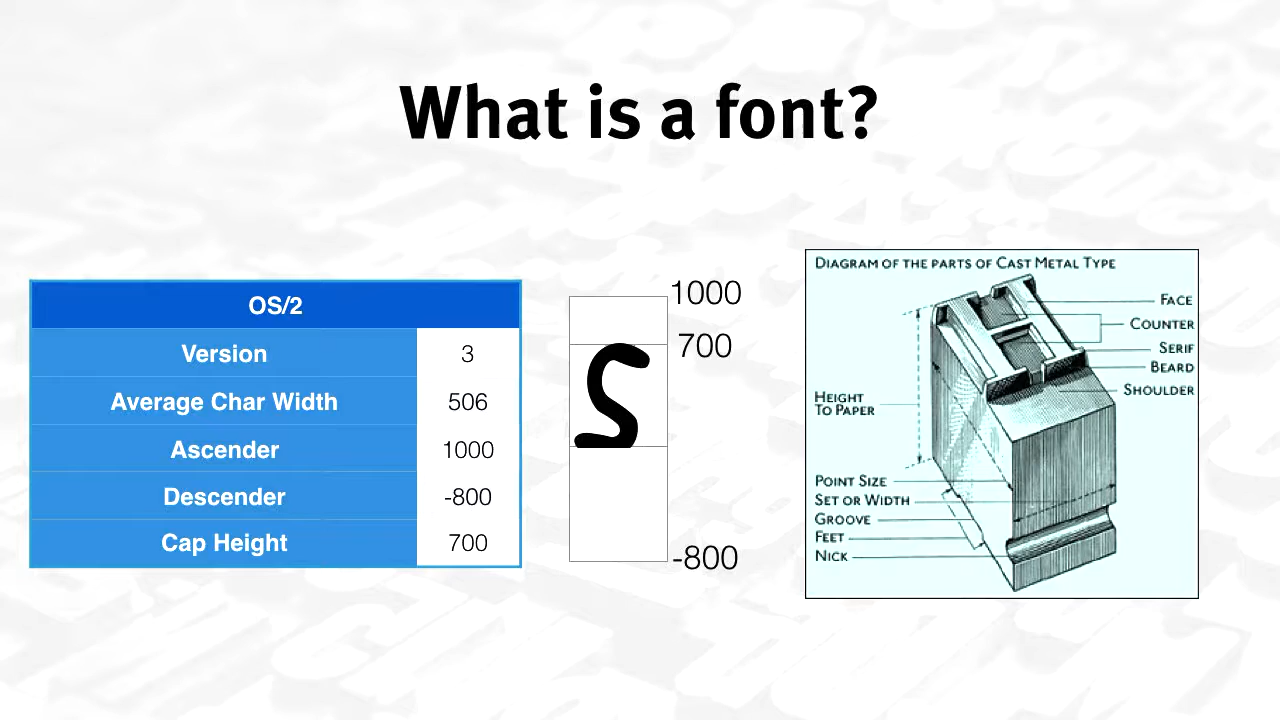 What is a font?
OS/2
Version 3
Average Char Width 506
Ascender 1000
Descender -800
Cap Height 700
1000
700
-800
DIAGRAM OF THE PARTS OF CAST METAL TYPE
FACE
COUNTER
SERIF
BEARD
SHOULDER
HEIGHT
TO PAPER
POINT SIZE
SET OR WIDTH
GROOVE
FEET
NICK